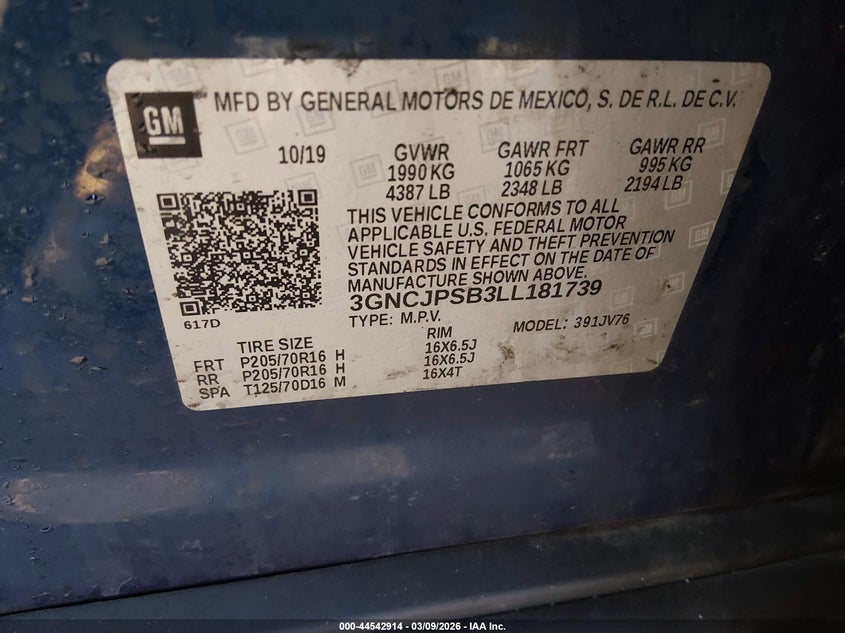 GM MFD BY GENERAL MOTORS DE MEXICO, S. DE R.L. DE C.V.
10/19 GVWR GAWR FRT GAWR RR
1990 KG 1065 KG 995 KG
4387 LB 2348 LB 2194 LB
THIS VEHICLE CONFORMS TO ALL
APPLICABLE U.S. FEDERAL MOTOR
VEHICLE SAFETY AND THEFT PREVENTION
STANDARDS IN EFFECT ON THE DATE OF
MANUFACTURE SHOWN ABOVE.
3GNCJPSB3LL181739
617D TYPE: M.P.V. MODEL: 391JV76
TIRE SIZE RIM
FRT P205/70R16 H 16X6.5J
RR P205/70R16 H 16X6.5J
SPA T125/70D16 M 16X4T
000-44542914 - 03/09/2026 - IAA Inc.